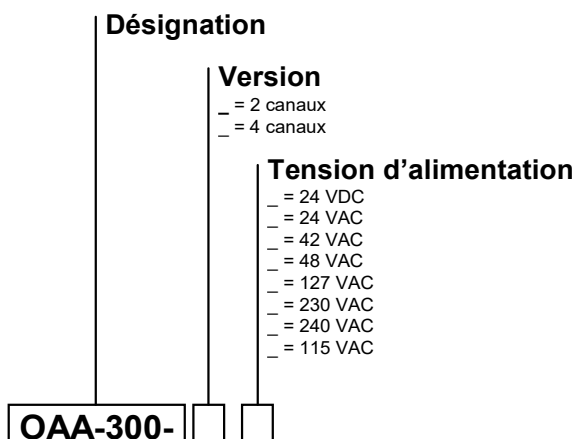 Désignation
Version
_ = 2 canaux
_ = 4 canaux
Tension d'alimentation
_ = 24 VDC
_ = 24 VAC
_ = 42 VAC
_ = 48 VAC
_ = 127 VAC
_ = 230 VAC
_ = 240 VAC
_ = 115 VAC
OAA-300-